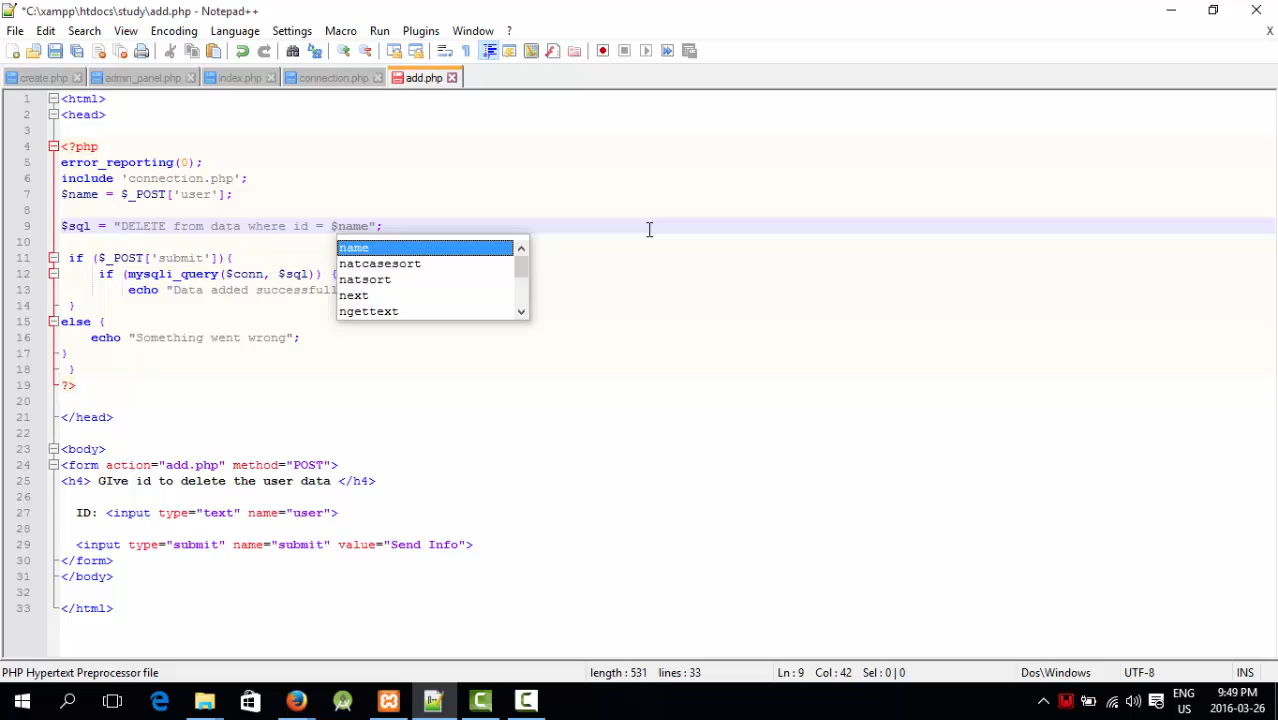 *C:\xampp\htdocs\study\add.php - Notepad++
File Edit Search View Encoding Language Settings Macro Run Plugins Window ?
X
create.php admin_panel.php index.php connection.php add.php
1 <html>
2 <head>
3
4 <?php
5 error_reporting(0);
6 include 'connection.php';
7 $name = $_POST['user'];
8
9 $sql = "DELETE from data where id = $name";
10
name
11 if ($_POST['submit']){
natcasesort
12 if (mysqli_query($conn, $sql)) {
natsort
13 echo "Data added successfull
next
14 }
ngettext
15 else {
16 echo "Something went wrong";
17 }
18 }
19 ?>
20
21 </head>
22
23 <body>
24 <form action="add.php" method="POST">
25 <h4> GIve id to delete the user data </h4>
26
27 ID: <input type="text" name="user">
28
29 <input type="submit" name="submit" value="Send Info">
30 </form>
31 </body>
32
33 </html>
PHP Hypertext Preprocessor file length : 531 lines : 33 Ln : 9 Col : 42 Sel : 0 | 0 Dos\Windows UTF-8 INS
ENG 9:49 PM
US 2016-03-26